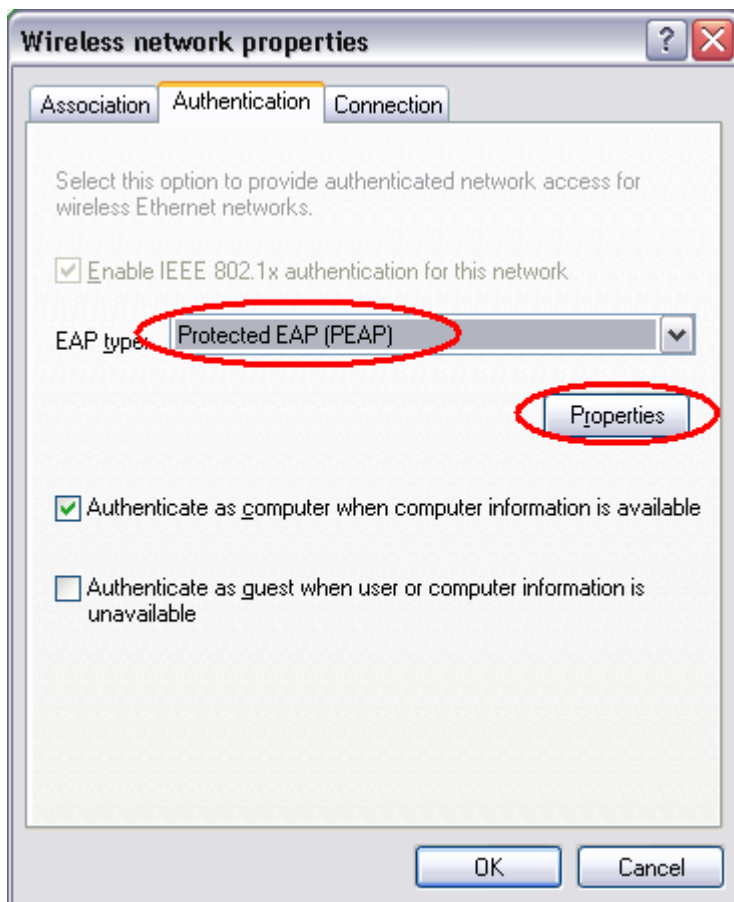 Wireless network properties
Association Authentication Connection
Select this option to provide authenticated network access for
wireless Ethernet networks.
Enable IEEE 802.1x authentication for this network
EAP type: Protected EAP (PEAP)
Properties
Authenticate as computer when computer information is available
Authenticate as guest when user or computer information is
unavailable
OK Cancel